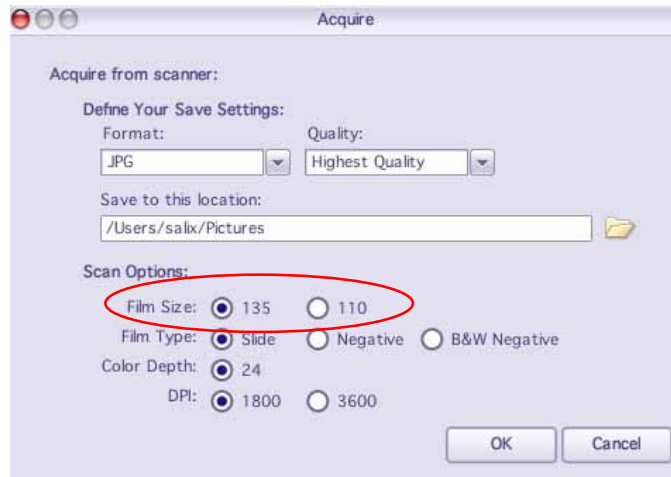 Acquire
Acquire from scanner:
Define Your Save Settings:
Format: Quality:
JPG Highest Quality
Save to this location:
/Users/salix/Pictures
Scan Options:
Film Size: 135 110
Film Type: Slide Negative B&W Negative
Color Depth: 24
DPI: 1800 3600
OK Cancel